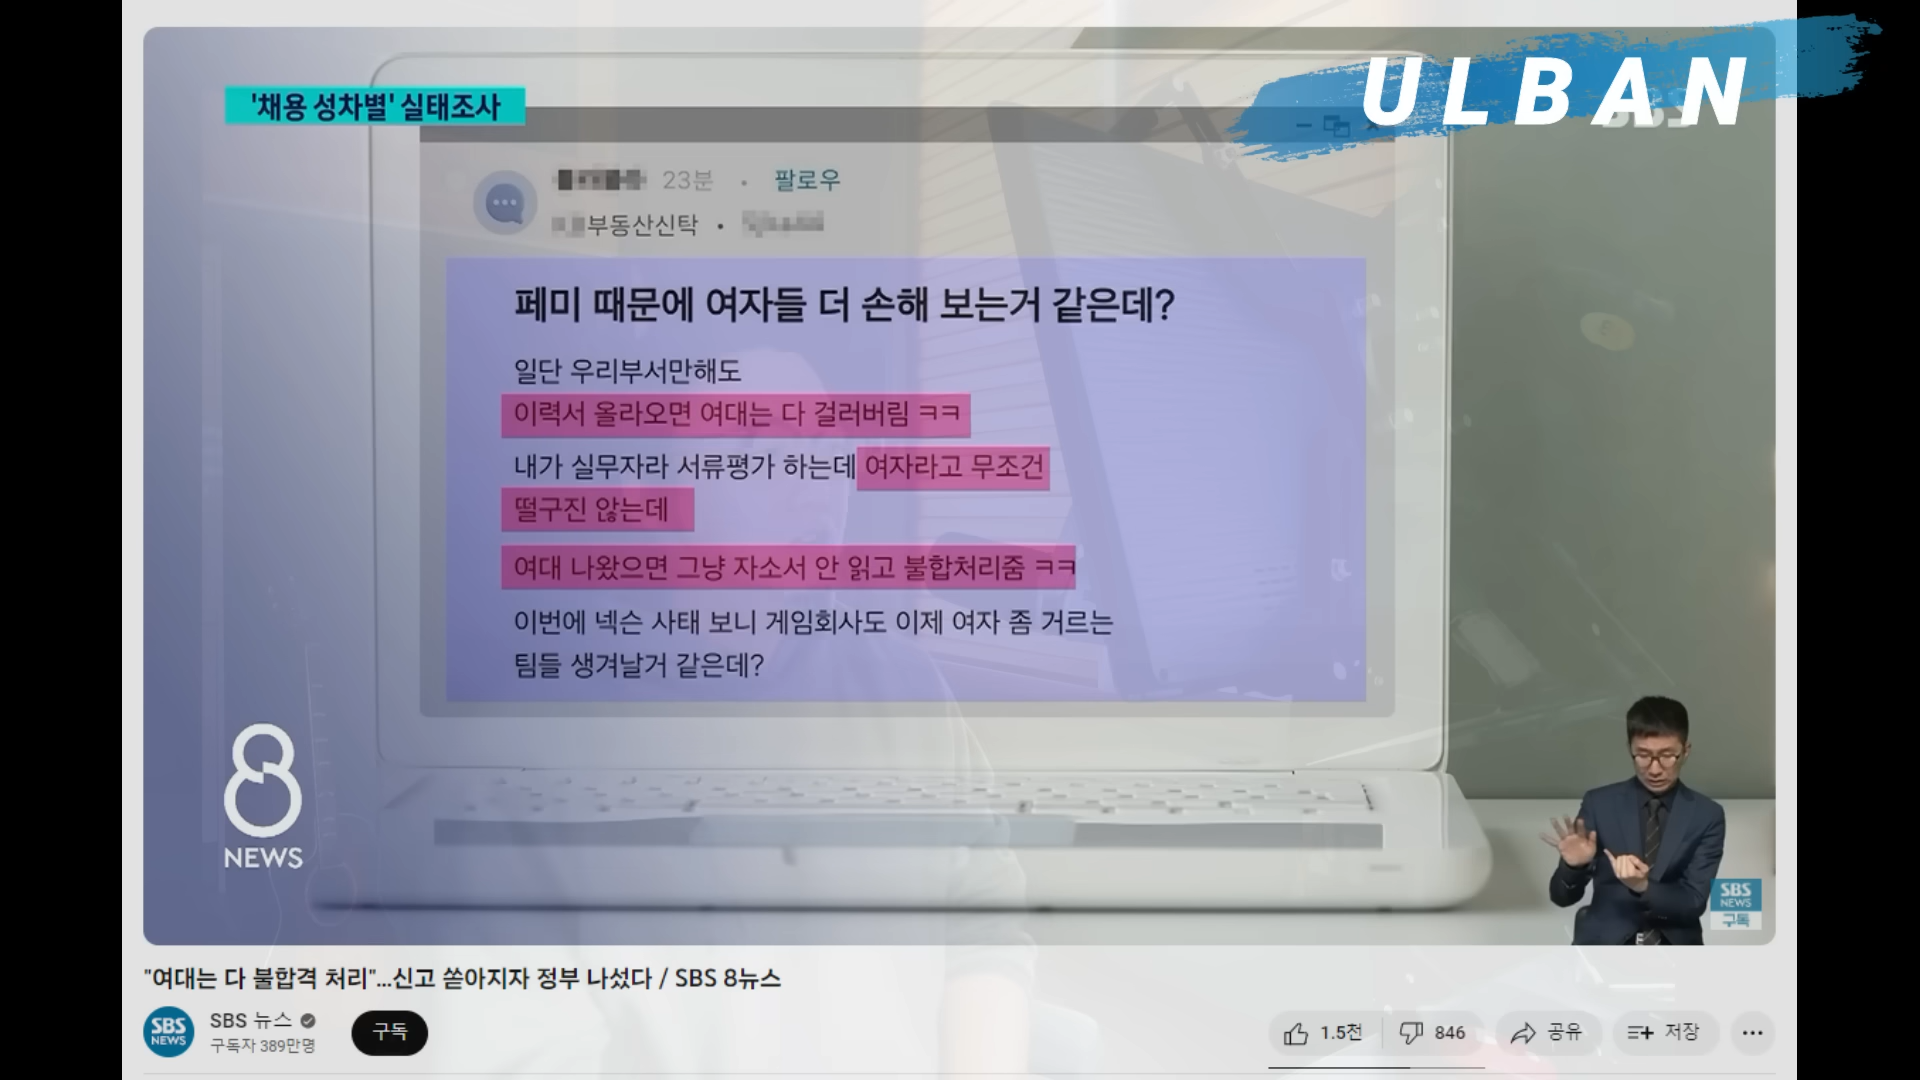 ULBAN
'채용 성차별' 실태조사
23분 · 팔로우
부동산신탁 ·
페미 때문에 여자들 더 손해 보는거 같은데?
일단 우리부서만해도
이력서 올라오면 여대는 다 걸러버림 ㅋㅋ
내가 실무자라 서류평가 하는데 여자라고 무조건
떨구진 않는데
여대 나왔으면 그냥 자소서 안 읽고 불합처리줌 ㅋㅋ
이번에 넥슨 사태 보니 게임회사도 이제 여자 좀 거르는
팀들 생겨날거 같은데?
8
NEWS
SBS
NEWS
구독
"여대는 다 불합격 처리"...신고 쏟아지자 정부 나섰다 / SBS 8뉴스
SBS
NEWS
SBS 뉴스
구독자 389만명
구독
1.5천
846
공유
저장